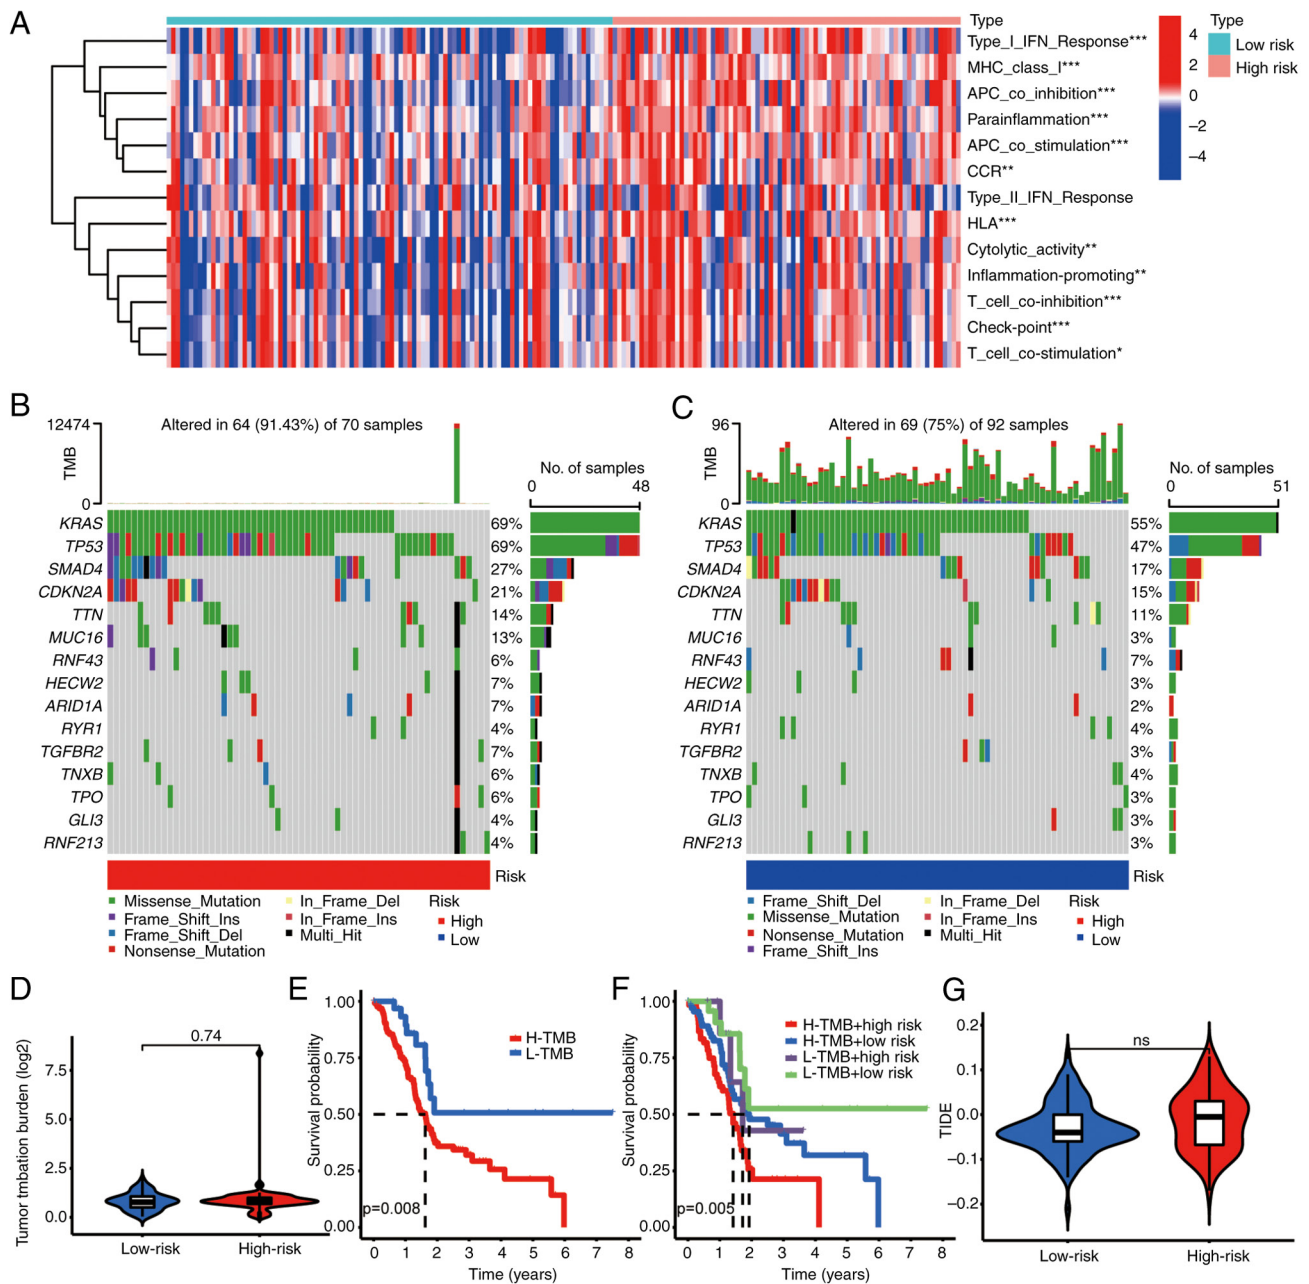 A
Type
Type_I_IFN_Response***
MHC_class_I***
APC_co_inhibition***
Parainflammation***
APC_co_stimulation***
CCR**
Type_II_IFN_Response
HLA***
Cytolytic_activity**
Inflammation-promoting**
T_cell_co-inhibition***
Check-point***
T_cell_co-stimulation*
4
2
0
−2
−4
Type
Low risk
High risk
B
12474
TMB
0
Altered in 64 (91.43%) of 70 samples
No. of samples
0 48
KRAS 69%
TP53 69%
SMAD4 27%
CDKN2A 21%
TTN 14%
MUC16 13%
RNF43 6%
HECW2 7%
ARID1A 7%
RYR1 4%
TGFBR2 7%
TNXB 6%
TPO 6%
GLI3 4%
RNF213 4%
Risk
Missense_Mutation
Frame_Shift_Ins
Frame_Shift_Del
Nonsense_Mutation
In_Frame_Del
In_Frame_Ins
Multi_Hit
Risk
High
Low
C
96
TMB
0
Altered in 69 (75%) of 92 samples
No. of samples
0 51
KRAS 55%
TP53 47%
SMAD4 17%
CDKN2A 15%
TTN 11%
MUC16 3%
RNF43 7%
HECW2 3%
ARID1A 2%
RYR1 4%
TGFBR2 3%
TNXB 4%
TPO 3%
GLI3 3%
RNF213 3%
Risk
Frame_Shift_Del
Missense_Mutation
Nonsense_Mutation
Frame_Shift_Ins
In_Frame_Del
In_Frame_Ins
Multi_Hit
Risk
High
Low
D
Tumor tmbation burden (log2)
7.5
5.0
2.5
0.0
0.74
Low-risk High-risk
E
Survival probability
1.00
0.75
0.50
0.25
0.00
H-TMB
L-TMB
p=0.008
0 1 2 3 4 5 6 7 8
Time (years)
F
Survival probability
1.00
0.75
0.50
0.25
0.00
H-TMB+high risk
H-TMB+low risk
L-TMB+high risk
L-TMB+low risk
p=0.005
0 1 2 3 4 5 6 7 8
Time (years)
G
TIDE
0.2
0.1
0.0
−0.1
−0.2
ns
Low-risk High-risk